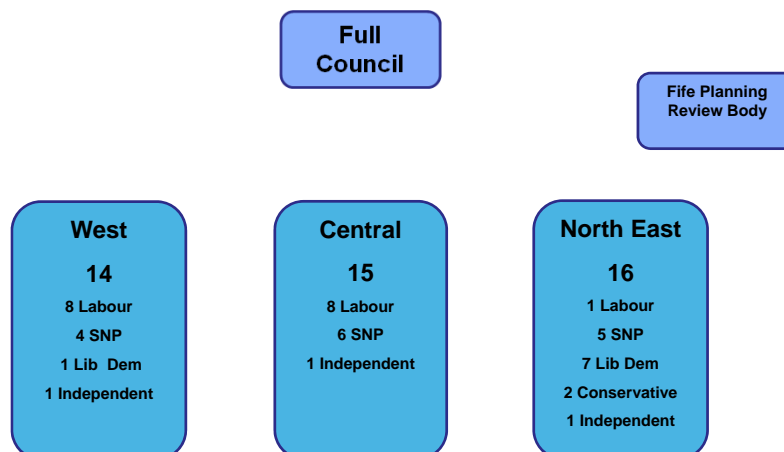 Full
Council
Fife Planning
Review Body
West
14
8 Labour
4 SNP
1 Lib Dem
1 Independent
Central
15
8 Labour
6 SNP
1 Independent
North East
16
1 Labour
5 SNP
7 Lib Dem
2 Conservative
1 Independent